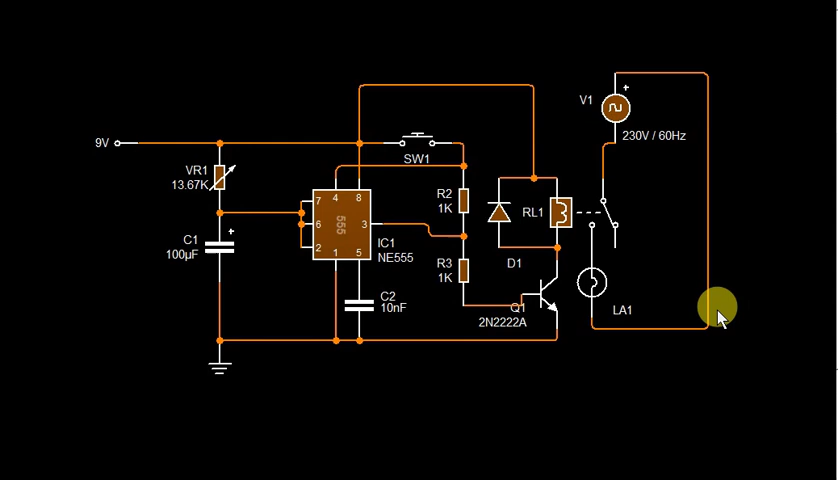 9V
VR1
13.67K
C1
100µF
+
4
8
7
6
2
3
1
5
555
IC1
NE555
C2
10nF
SW1
R2
1K
R3
1K
D1
Q1
2N2222A
RL1
V1
+
230V / 60Hz
LA1